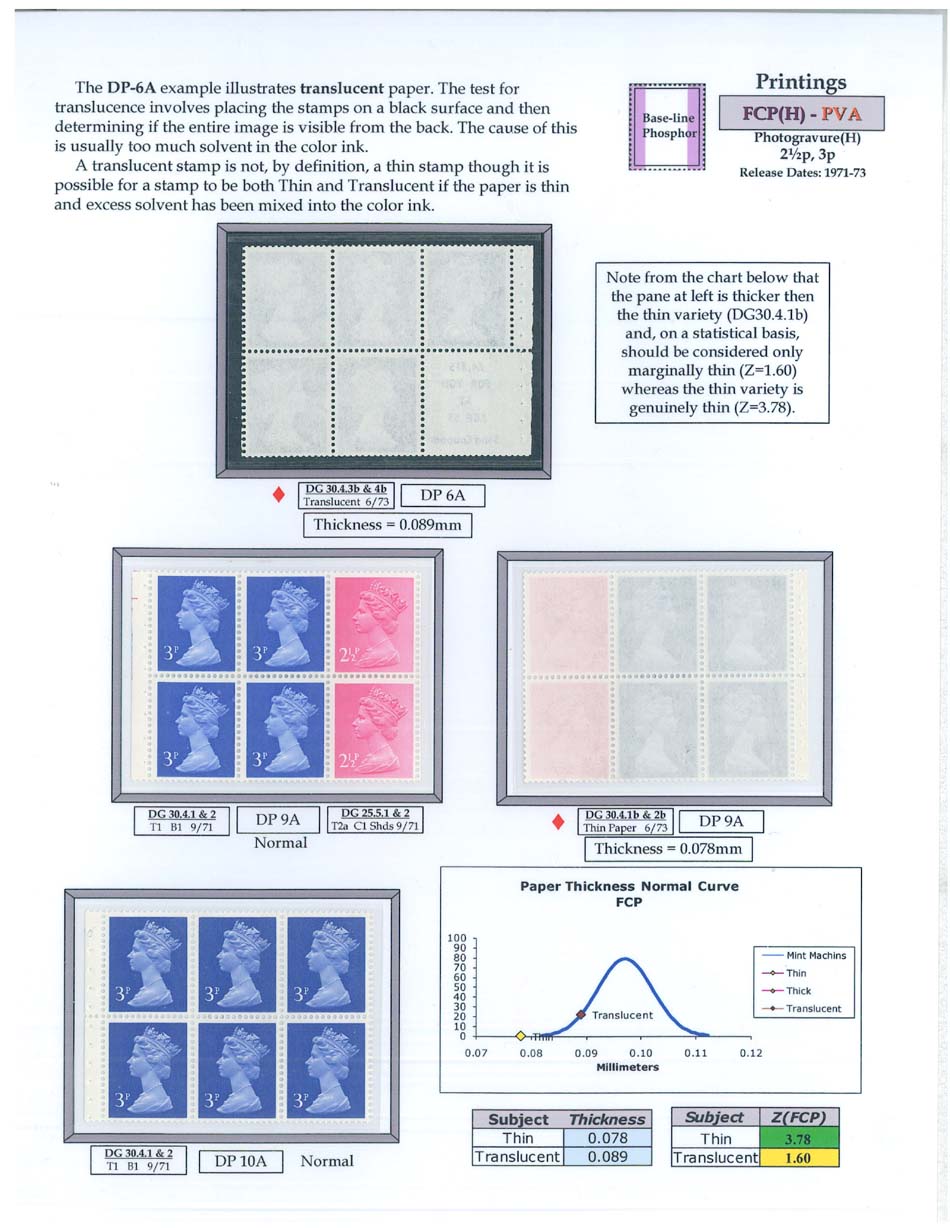 The DP-6A example illustrates translucent paper. The test for
translucence involves placing the stamps on a black surface and then
determining if the entire image is visible from the back. The cause of this
is usually too much solvent in the color ink.
A translucent stamp is not, by definition, a thin stamp though it is
possible for a stamp to be both Thin and Translucent if the paper is thin
and excess solvent has been mixed into the color ink.
Base-line
Phosphor
Printings
FCP(H) - PVA
Photogravure(H)
2½p, 3p
Release Dates: 1971-73
Note from the chart below that
the pane at left is thicker then
the thin variety (DG30.4.1b)
and, on a statistical basis,
should be considered only
marginally thin (Z=1.60)
whereas the thin variety is
genuinely thin (Z=3.78).
DG 30.4.3b & 4b
Translucent 6/73
DP 6A
Thickness = 0.089mm
3P
3P
2½P
3P
3P
2½P
DG 30.4.1 & 2
T1 B1 9/71
DP 9A
Normal
DG 25.5.1 & 2
T2a C1 Shds 9/71
DG 30.4.1b & 2b
Thin Paper 6/73
DP 9A
Thickness = 0.078mm
3P
3P
3P
3P
3P
3P
DG 30.4.1 & 2
T1 B1 9/71
DP 10A
Normal
Paper Thickness Normal Curve
FCP
100
90
80
70
60
50
40
30
20
10
0
Translucent
Thin
0.07 0.08 0.09 0.10 0.11 0.12
Millimeters
Mint Machins
Thin
Thick
Translucent
Subject Thickness
Thin 0.078
Translucent 0.089
Subject Z(FCP)
Thin 3.78
Translucent 1.60